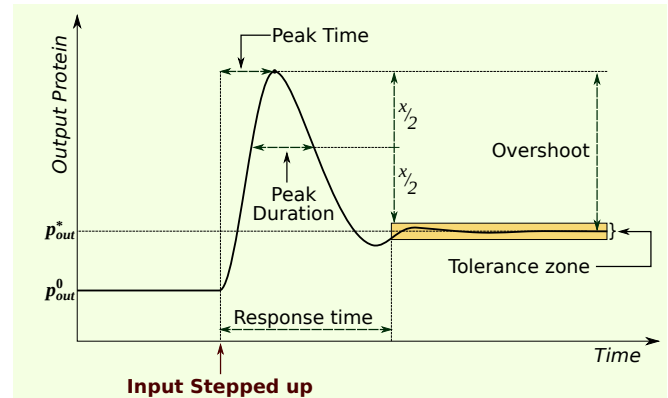 Peak Time
Output Protein
x/2
Overshoot
x/2
Peak
Duration
p*out
Tolerance zone
p0out
Response time
Time
Input Stepped up